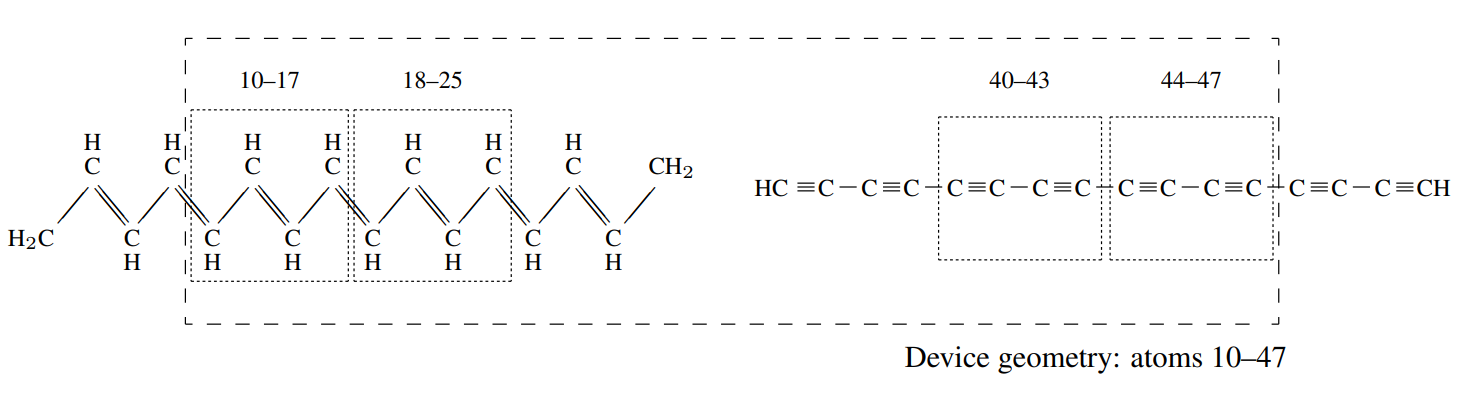 10–17 18–25 40–43 44–47
H H H H H H H
C C C C C C C CH₂
HC≡C−C≡C−C≡C−C≡C−C≡C−C≡C−C≡C−C≡CH
H₂C C C C C C C C
H H H H H H H
Device geometry: atoms 10–47